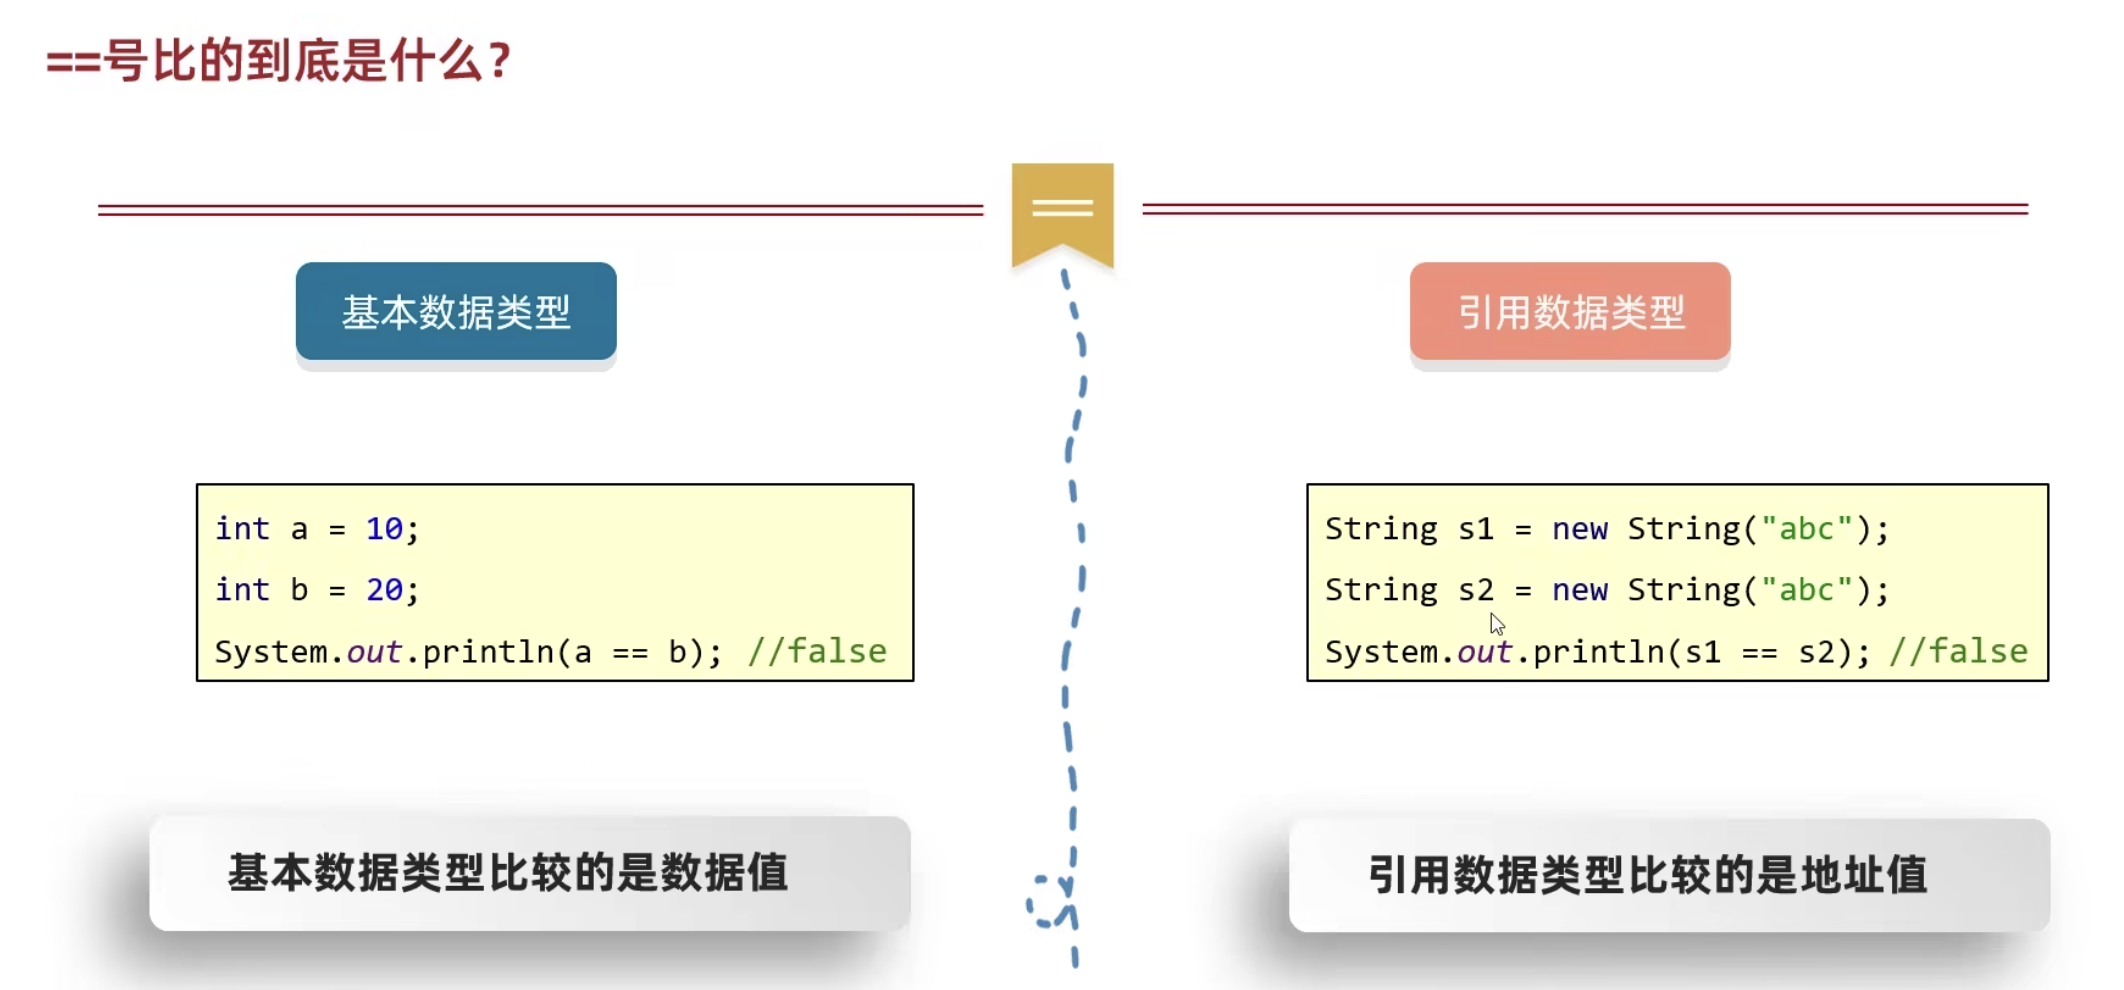 ==号比的到底是什么?
基本数据类型
int a = 10;
int b = 20;
System.out.println(a == b); //false
基本数据类型比较的是数据值
引用数据类型
String s1 = new String("abc");
String s2 = new String("abc");
System.out.println(s1 == s2); //false
引用数据类型比较的是地址值